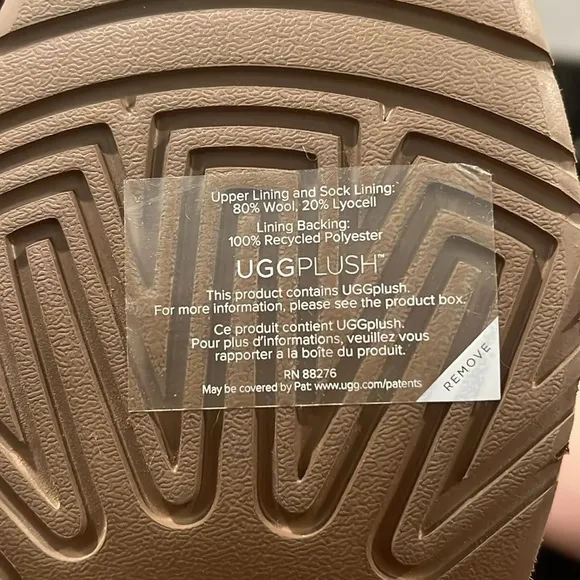 Upper Lining and Sock Lining:
80% Wool, 20% Lyocell
Lining Backing:
100% Recycled Polyester
UGGPLUSH™
This product contains UGGplush.
For more information, please see the product box.
Ce produit contient UGGplush.
Pour plus d'informations, veuillez vous
rapporter a la boîte du produit.
RN 88276
May be covered by Pat: www.ugg.com/patents
REMOVE